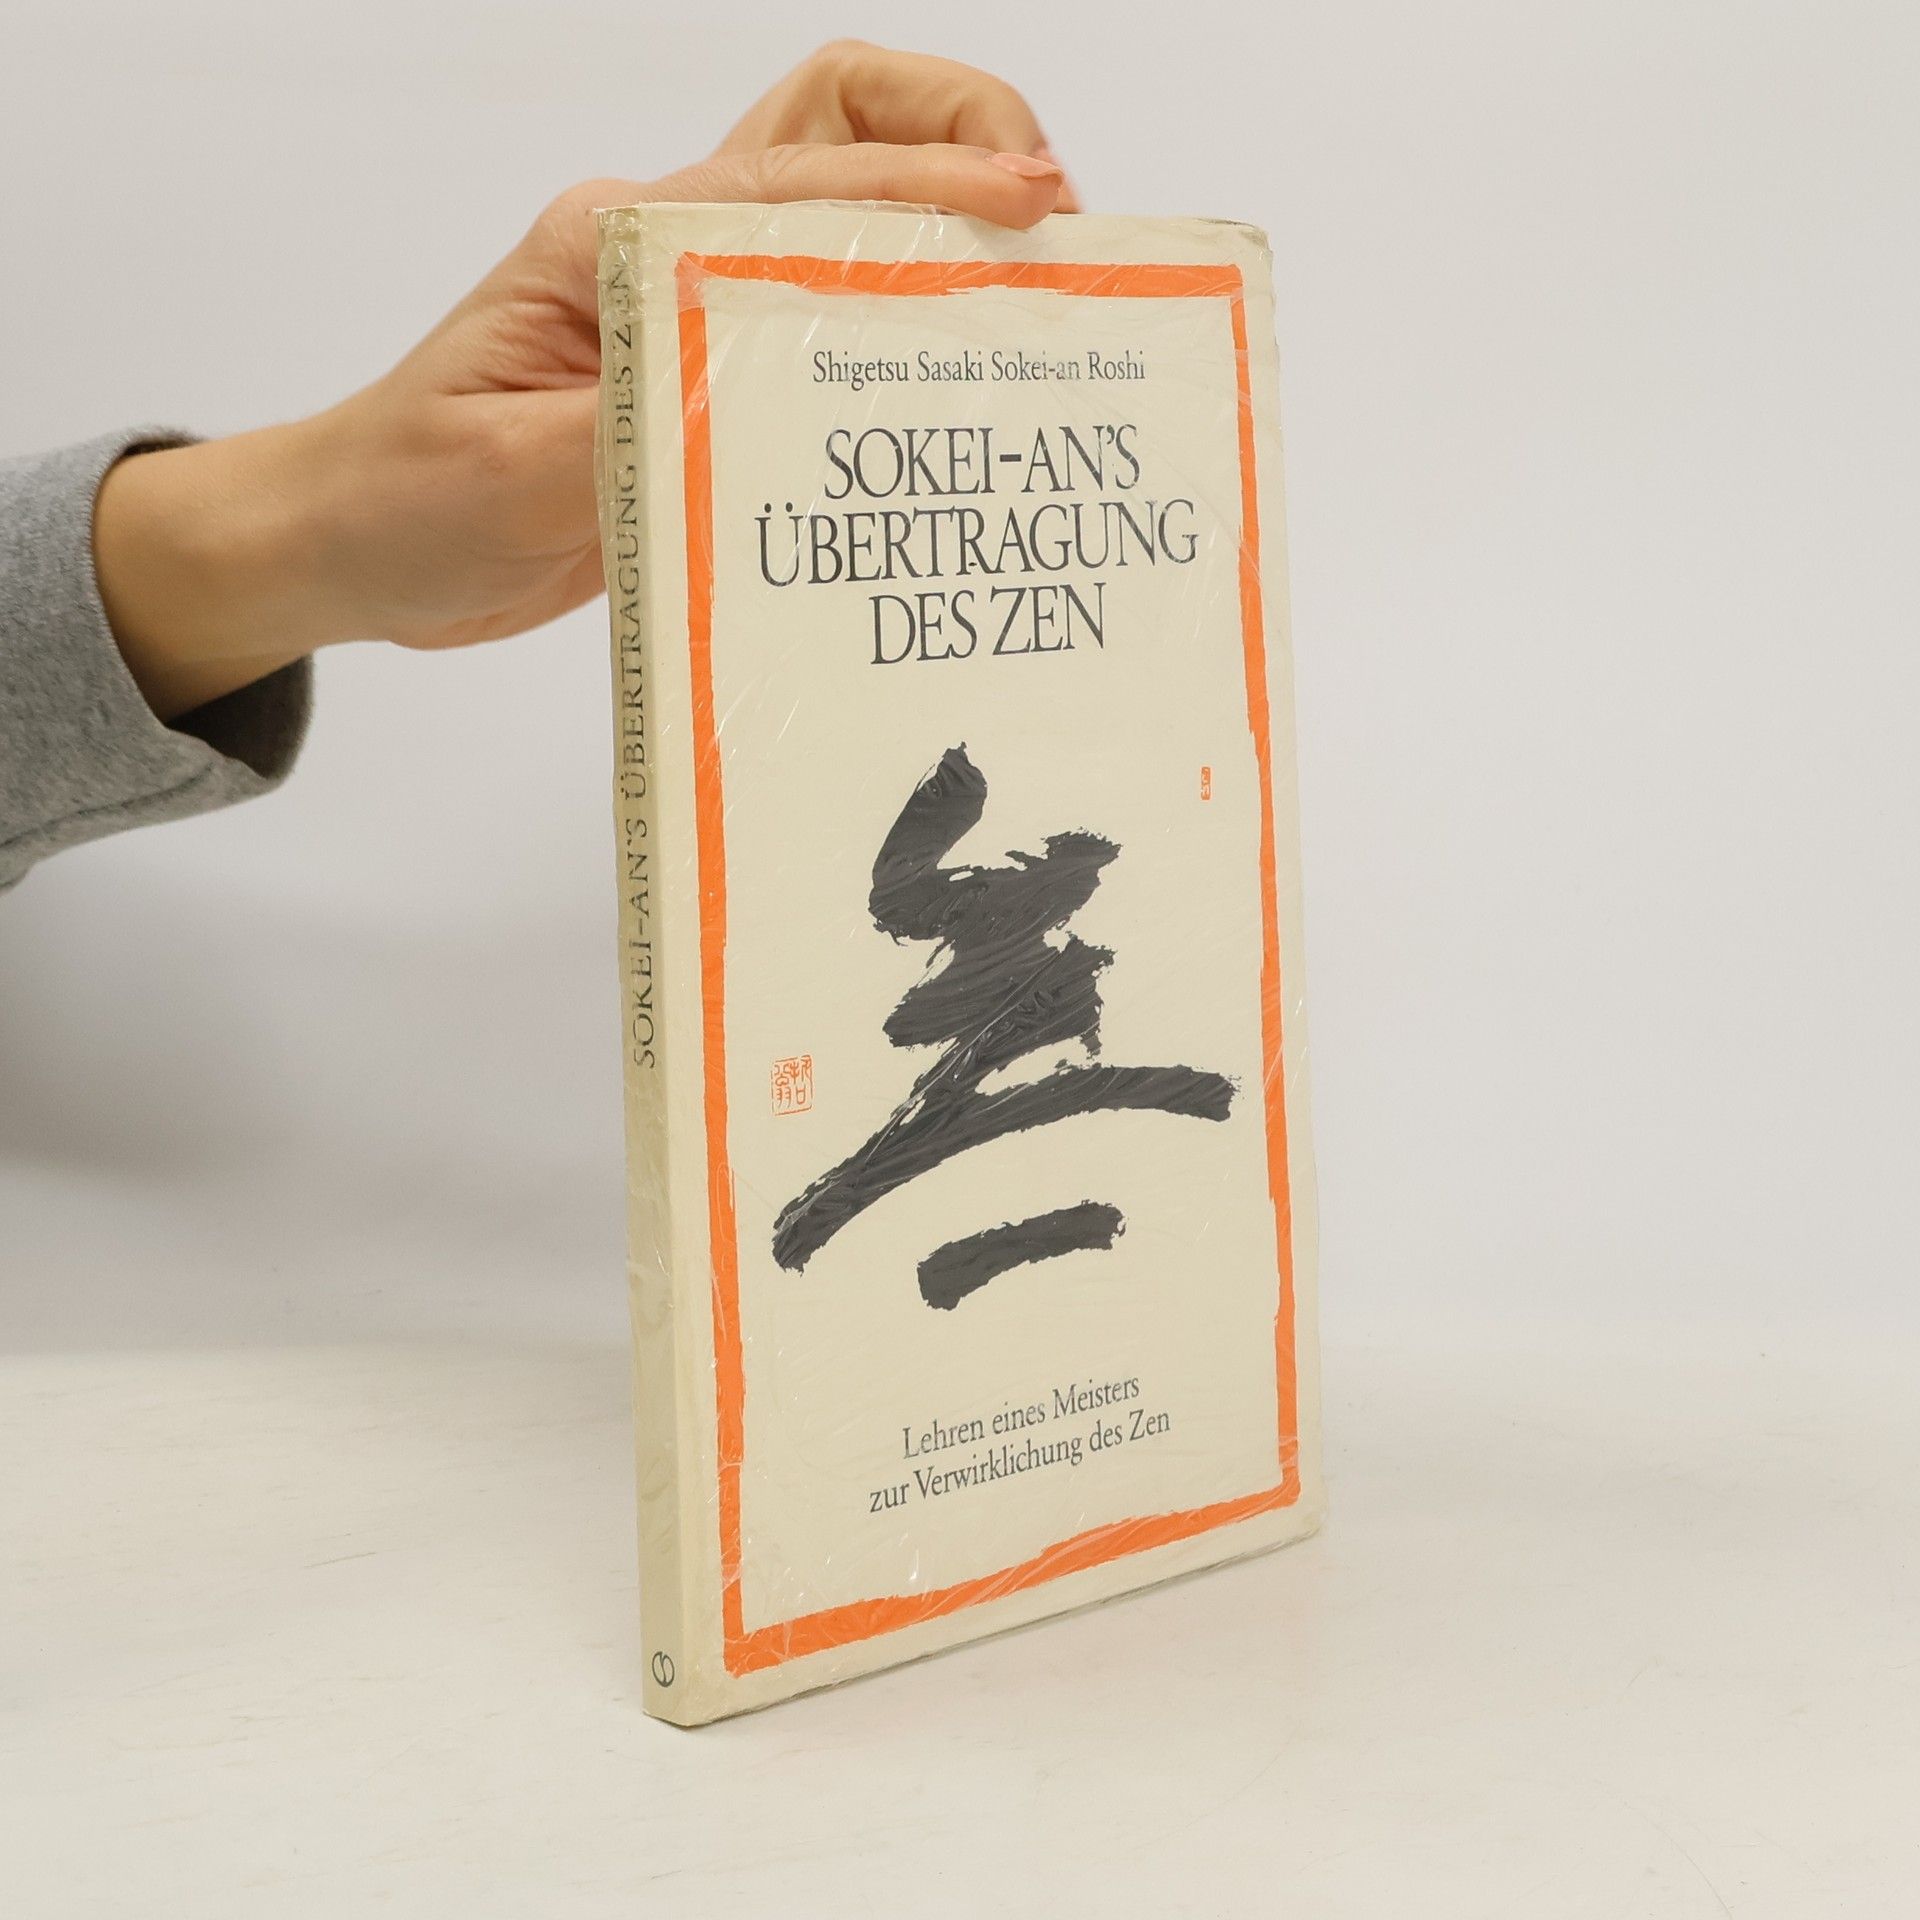 Shigetsu Sasaki Sokei-an Roshi
SOKEI-AN'S
ÜBERTRAGUNG
DES ZEN
Lehren eines Meisters
zur Verwirklichung des Zen
SOKEI-AN'S ÜBERTRAGUNG DES ZEN